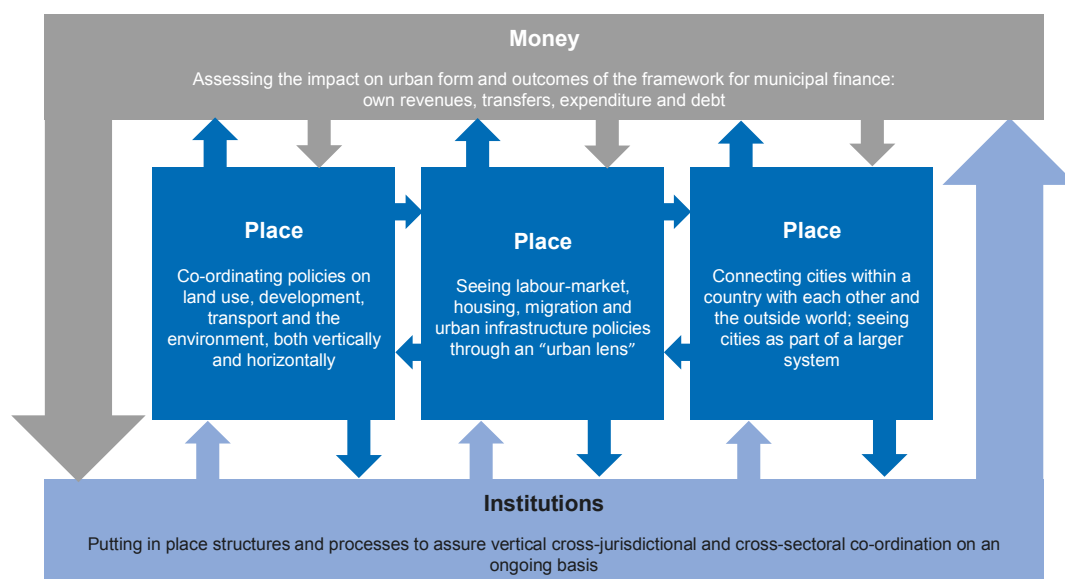 Money
Assessing the impact on urban form and outcomes of the framework for municipal finance:
own revenues, transfers, expenditure and debt
Place
Co-ordinating policies on
land use, development,
transport and the
environment, both vertically
and horizontally
Place
Seeing labour-market,
housing, migration and
urban infrastructure policies
through an “urban lens”
Place
Connecting cities within a
country with each other and
the outside world; seeing
cities as part of a larger
system
Institutions
Putting in place structures and processes to assure vertical cross-jurisdictional and cross-sectoral co-ordination on an
ongoing basis